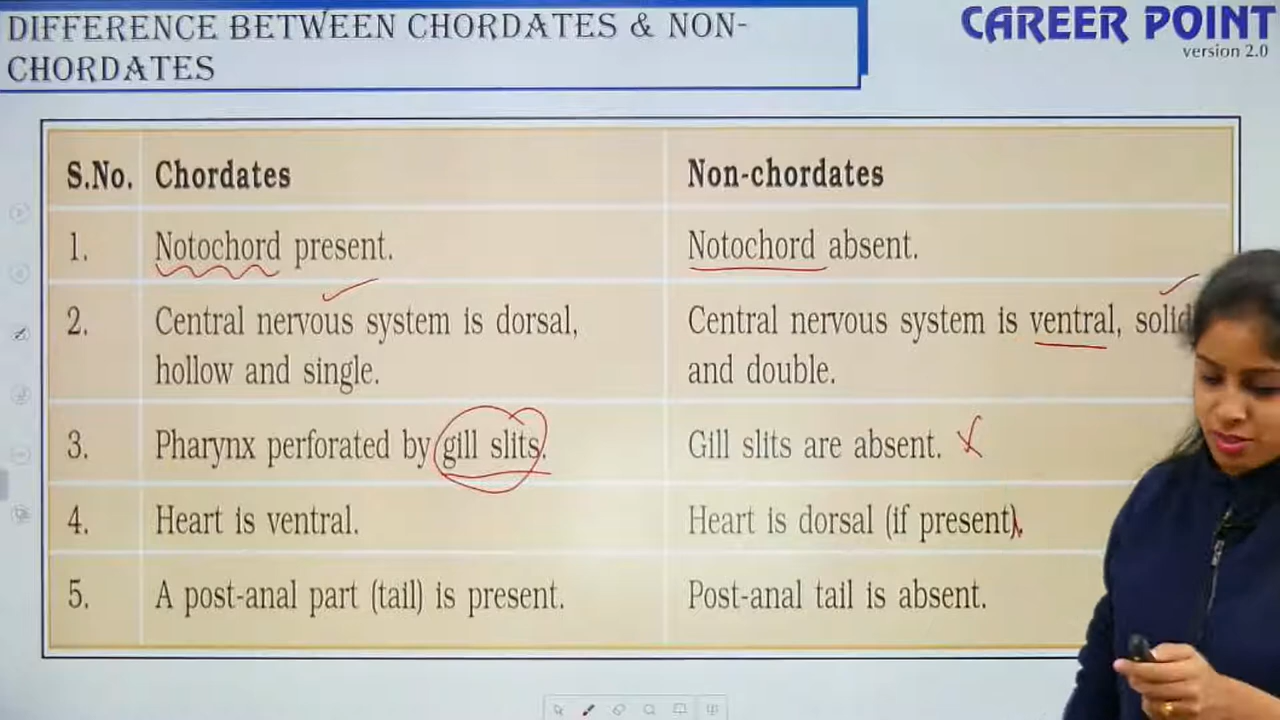 DIFFERENCE BETWEEN CHORDATES & NON-
CHORDATES
CAREER POINT
version 2.0
S.No. Chordates Non-chordates
1. Notochord present. Notochord absent.
2. Central nervous system is dorsal, Central nervous system is ventral, solid
hollow and single. and double.
3. Pharynx perforated by gill slits. Gill slits are absent.
4. Heart is ventral. Heart is dorsal (if present).
5. A post-anal part (tail) is present. Post-anal tail is absent.